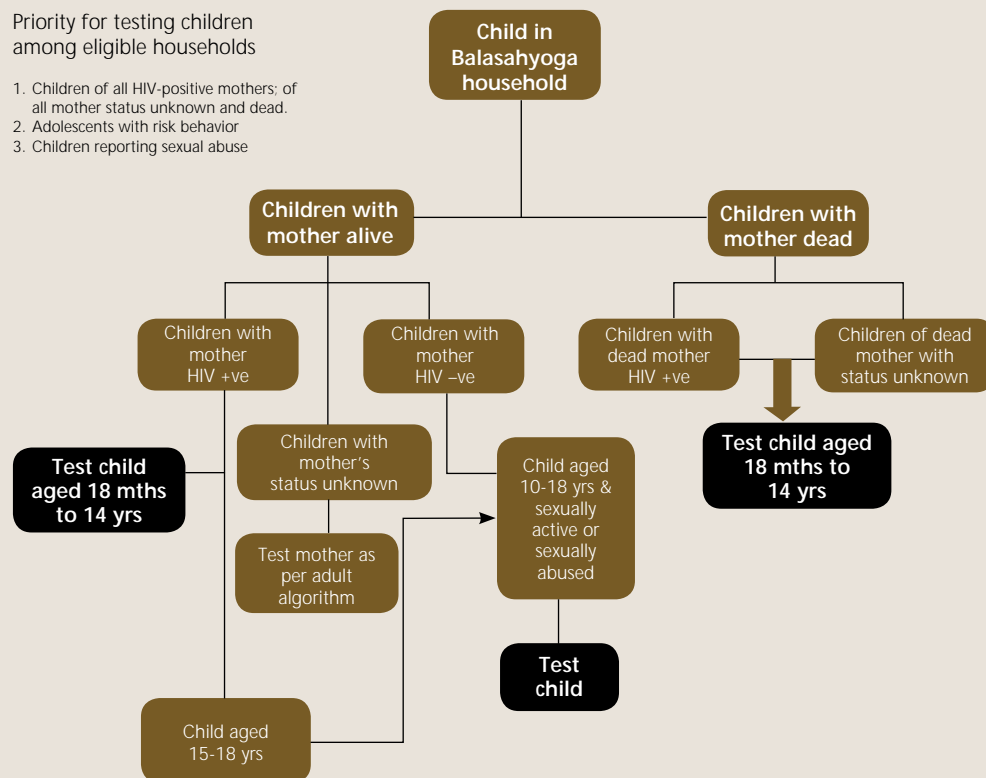 Priority for testing children
among eligible households
1. Children of all HIV-positive mothers; of
all mother status unknown and dead.
2. Adolescents with risk behavior
3. Children reporting sexual abuse
Child in
Balasahyoga
household
Children with
mother alive
Children with
mother dead
Children with
mother
HIV +ve
Children with
mother
HIV –ve
Children with
dead mother
HIV +ve
Children of dead
mother with
status unknown
Test child
aged 18 mths
to 14 yrs
Children with
mother's
status unknown
Child aged
10-18 yrs &
sexually
active or
sexually
abused
Test child aged
18 mths to
14 yrs
Test mother as
per adult
algorithm
Test
child
Child aged
15-18 yrs